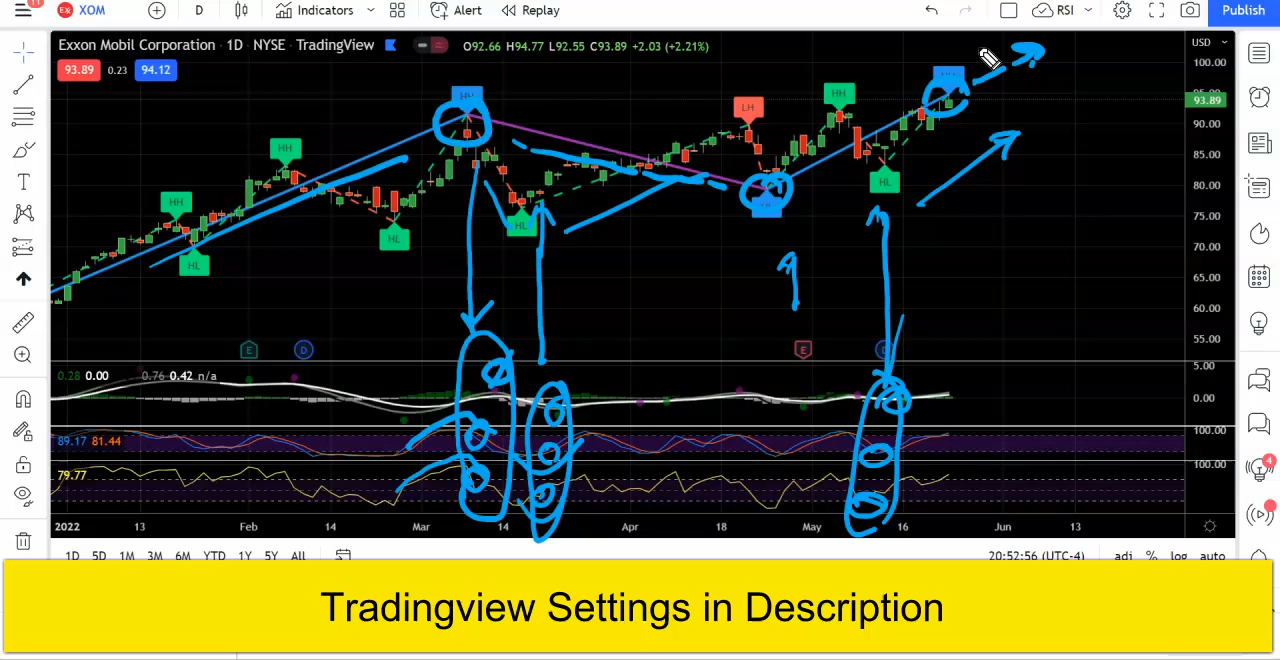 11
XOM
D
Indicators
Alert
Replay
RSI
Publish
Exxon Mobil Corporation · 1D · NYSE · TradingView
O92.66 H94.77 L92.55 C93.89 +2.03 (+2.21%)
USD
93.89 0.23 94.12
100.00
93.89
90.00
85.00
80.00
75.00
70.00
65.00
60.00
55.00
HH
HH
HL
HL
HL
LH
HH
HL
E
D
E
0.28 0.00 0.76 0.42 n/a
5.00
0.00
89.17 81.44
100.00
79.77
100.00
2022 13 Feb 14 Mar 14 Apr 18 May 16 Jun 13
1D 5D 1M 3M 6M YTD 1Y 5Y All
20:52:56 (UTC-4) adj % log auto
4
Tradingview Settings in Description